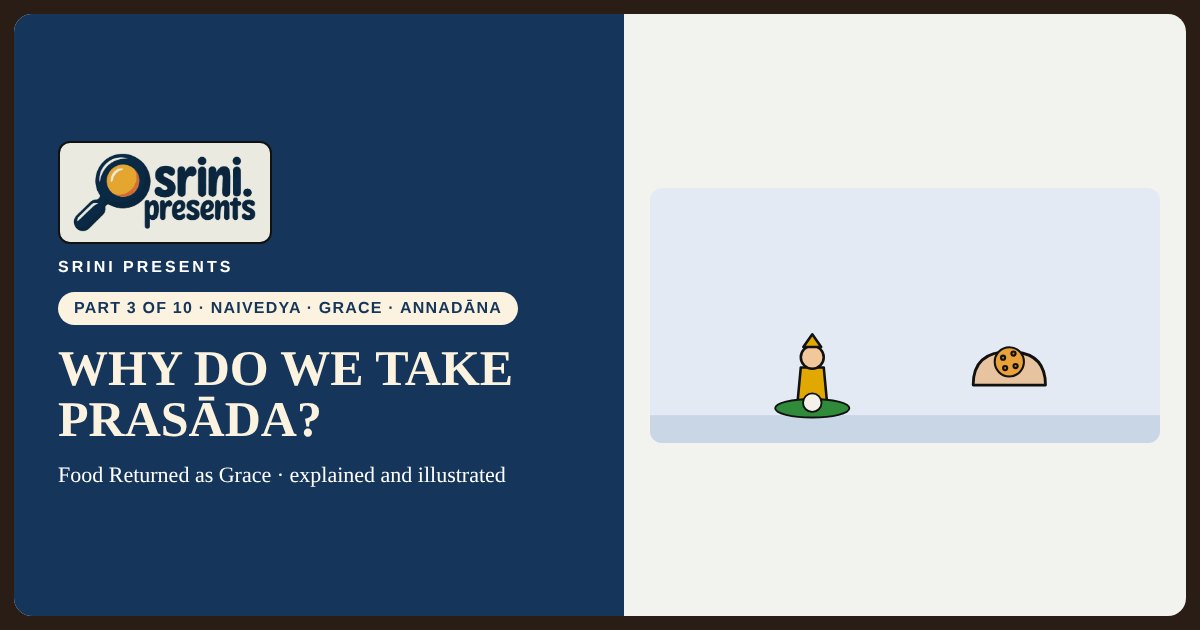 srini.
presents
SRINI PRESENTS
PART 3 OF 10 · NAIVEDYA · GRACE · ANNADĀNA
WHY DO WE TAKE
PRASĀDA?
Food Returned as Grace · explained and illustrated